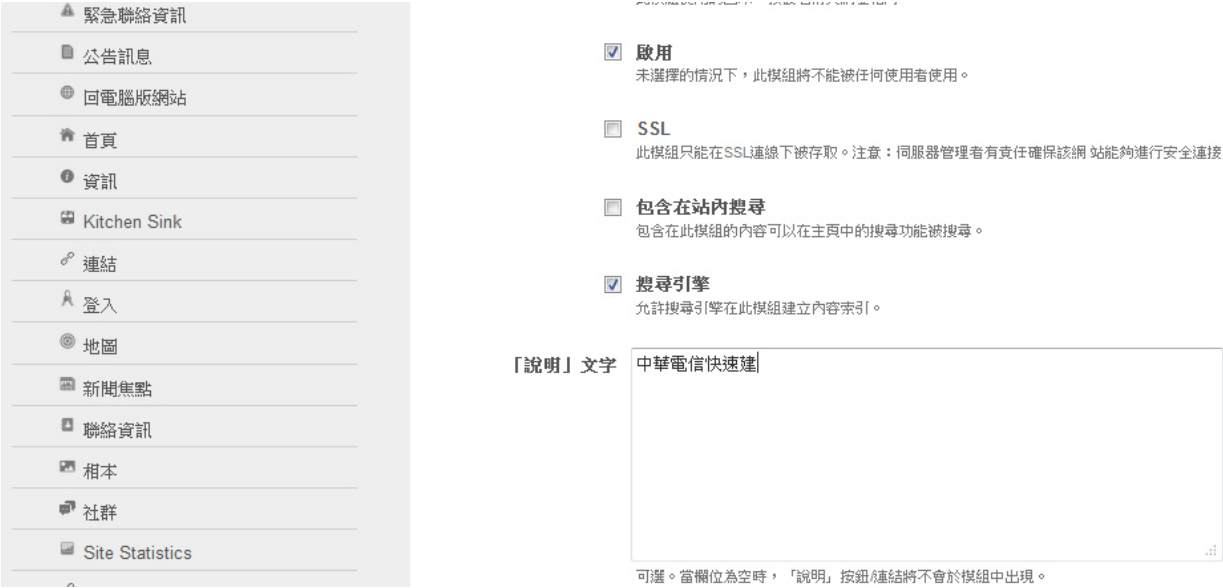 緊急聯絡資訊
公告訊息
回電腦版網站
首頁
資訊
Kitchen Sink
連結
登入
地圖
新聞焦點
聯絡資訊
相本
社群
Site Statistics
啟用
未選擇的情況下，此模組將不能被任何使用者使用。
SSL
此模組只能在SSL連線下被存取。注意：伺服器管理者有責任確保該網 站能夠進行安全連接
包含在站內搜尋
包含在此模組的內容可以在主頁中的搜尋功能被搜尋。
搜尋引擎
允許搜尋引擎在此模組建立內容索引。
「說明」文字
中華電信快速建
可選。當欄位為空時，「說明」按鈕/連結將不會於模組中出現。